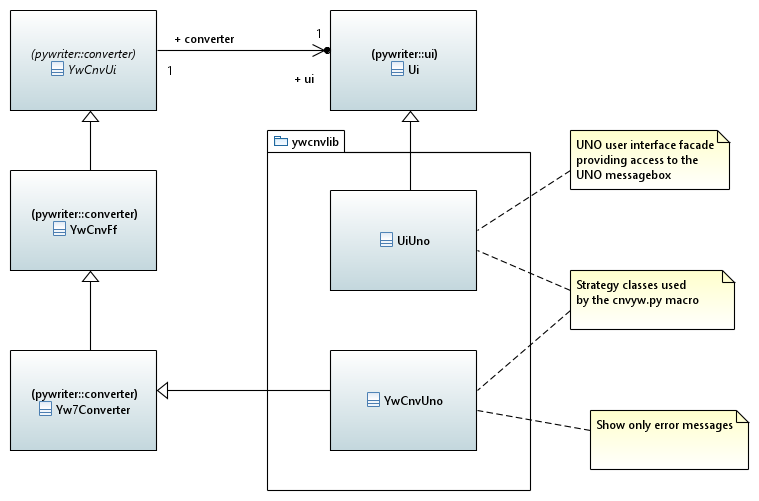 (pywriter::converter)
YwCnvUi
+ converter
1
1
+ ui
(pywriter::ui)
Ui
ywcnvlib
UNO user interface facade
providing access to the
UNO messagebox
(pywriter::converter)
YwCnvFf
UiUno
Strategy classes used
by the cnvyw.py macro
(pywriter::converter)
Yw7Converter
YwCnvUno
Show only error messages